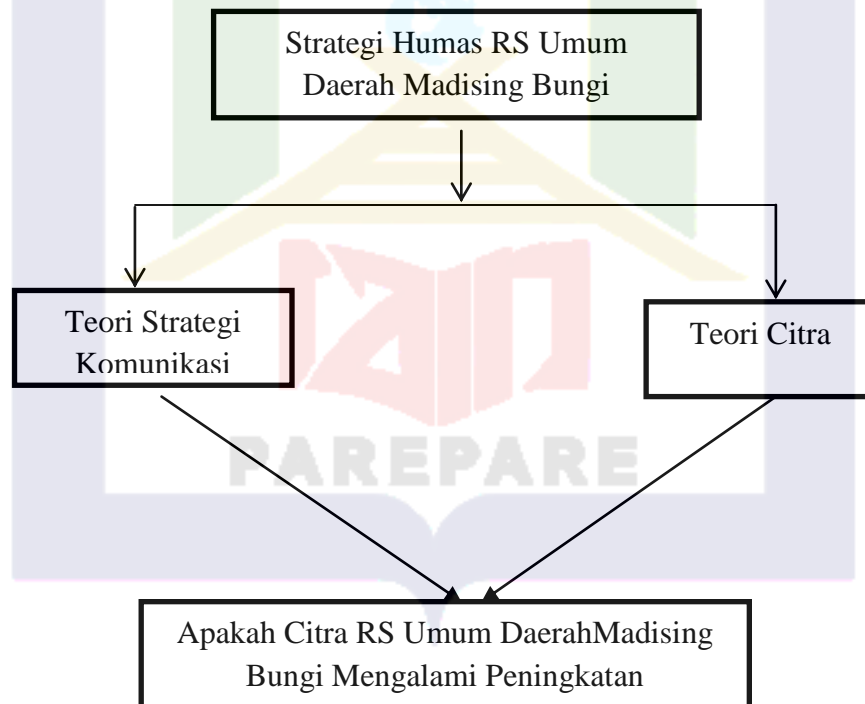 Strategi Humas RS Umum
Daerah Madising Bungi
Teori Strategi
Komunikasi
Teori Citra
PAREPARE
Apakah Citra RS Umum DaerahMadising
Bungi Mengalami Peningkatan